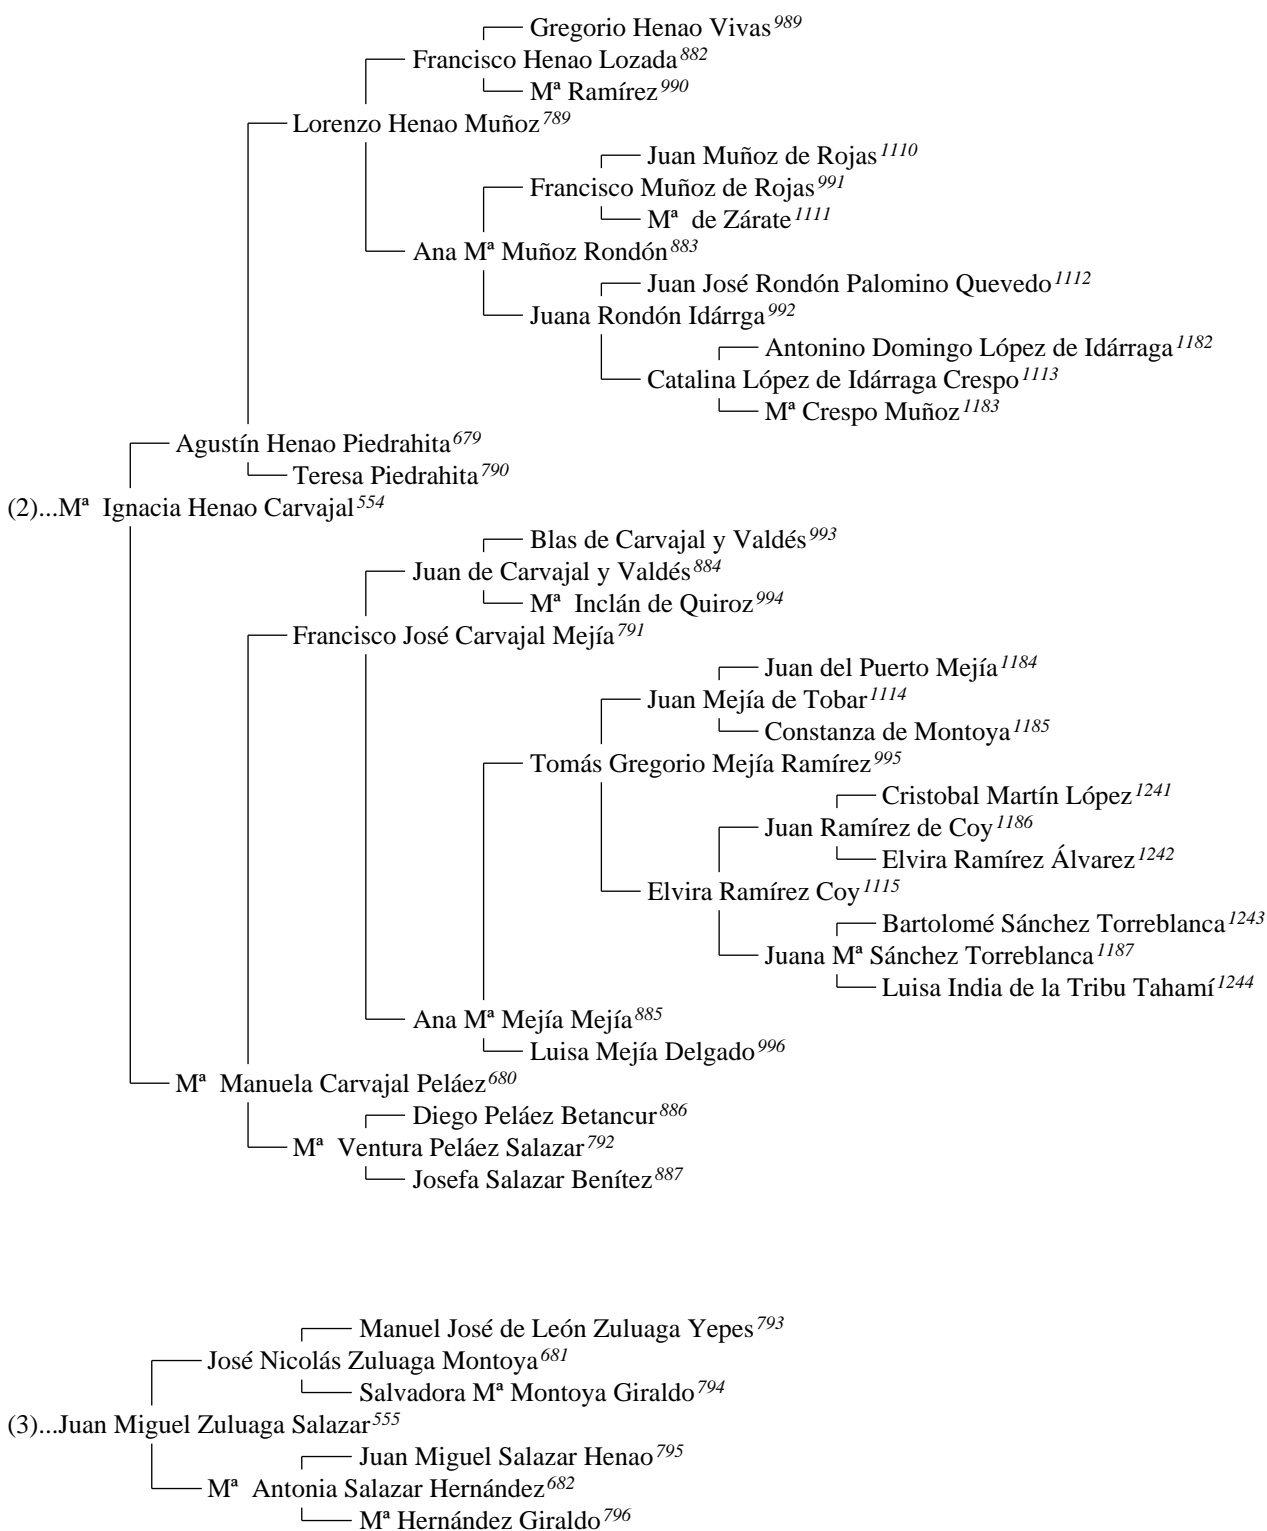 Gregorio Henao Vivas989
Francisco Henao Lozada882
Mª Ramírez990
Lorenzo Henao Muñoz789
Juan Muñoz de Rojas1110
Francisco Muñoz de Rojas991
Mª de Zárate1111
Ana Mª Muñoz Rondón883
Juan José Rondón Palomino Quevedo1112
Juana Rondón Idárrga992
Antonino Domingo López de Idárraga1182
Catalina López de Idárraga Crespo1113
Mª Crespo Muñoz1183
Agustín Henao Piedrahita679
Teresa Piedrahita790
(2)...Mª Ignacia Henao Carvajal554
Blas de Carvajal y Valdés993
Juan de Carvajal y Valdés884
Mª Inclán de Quiroz994
Francisco José Carvajal Mejía791
Juan del Puerto Mejía1184
Juan Mejía de Tobar1114
Constanza de Montoya1185
Tomás Gregorio Mejía Ramírez995
Cristobal Martín López1241
Juan Ramírez de Coy1186
Elvira Ramírez Álvarez1242
Elvira Ramírez Coy1115
Bartolomé Sánchez Torreblanca1243
Juana Mª Sánchez Torreblanca1187
Luisa India de la Tribu Tahamí1244
Ana Mª Mejía Mejía885
Luisa Mejía Delgado996
Mª Manuela Carvajal Peláez680
Diego Peláez Betancur886
Mª Ventura Peláez Salazar792
Josefa Salazar Benítez887
Manuel José de León Zuluaga Yepes793
José Nicolás Zuluaga Montoya681
Salvadora Mª Montoya Giraldo794
(3)...Juan Miguel Zuluaga Salazar555
Juan Miguel Salazar Henao795
Mª Antonia Salazar Hernández682
Mª Hernández Giraldo796